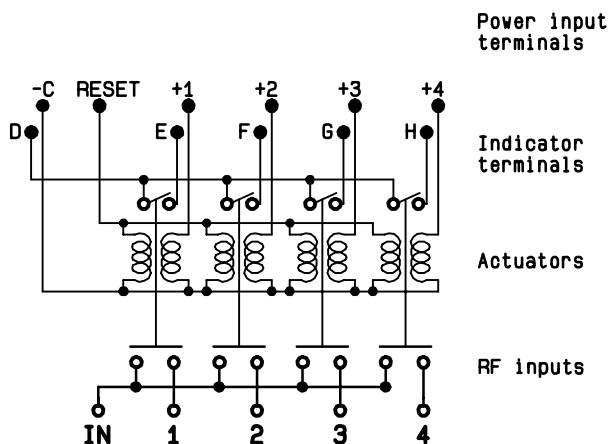 Power input
terminals
-C RESET +1 +2 +3 +4
D E F G H
Indicator
terminals
Actuators
RF inputs
IN 1 2 3 4